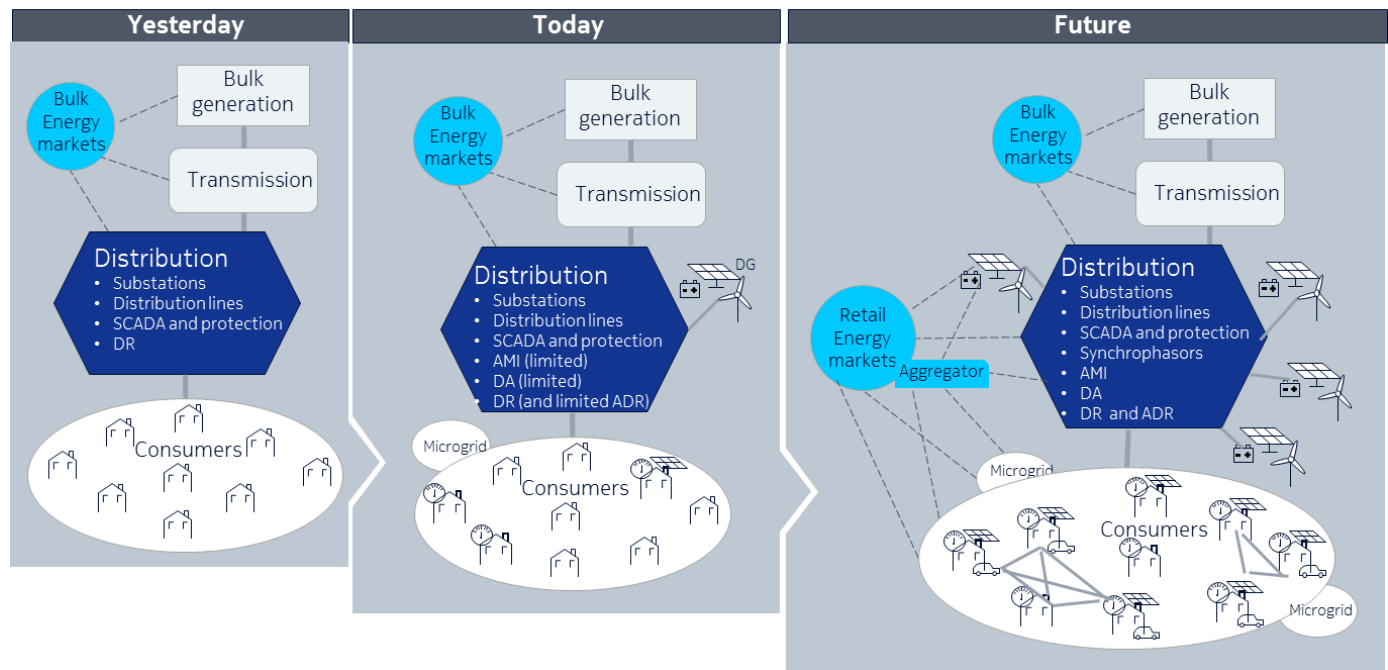 Yesterday
Bulk
Energy
markets
Bulk
generation
Transmission
Distribution
• Substations
• Distribution lines
• SCADA and protection
• DR
Consumers
Today
Bulk
Energy
markets
Bulk
generation
Transmission
Distribution
• Substations
• Distribution lines
• SCADA and protection
• AMI (limited)
• DA (limited)
• DR (and limited ADR)
DG
Microgrid
Consumers
Future
Bulk
Energy
markets
Bulk
generation
Transmission
Distribution
• Substations
• Distribution lines
• SCADA and protection
• Synchrophasors
• AMI
• DA
• DR and ADR
Retail
Energy
markets
Aggregator
Microgrid
Consumers
Microgrid